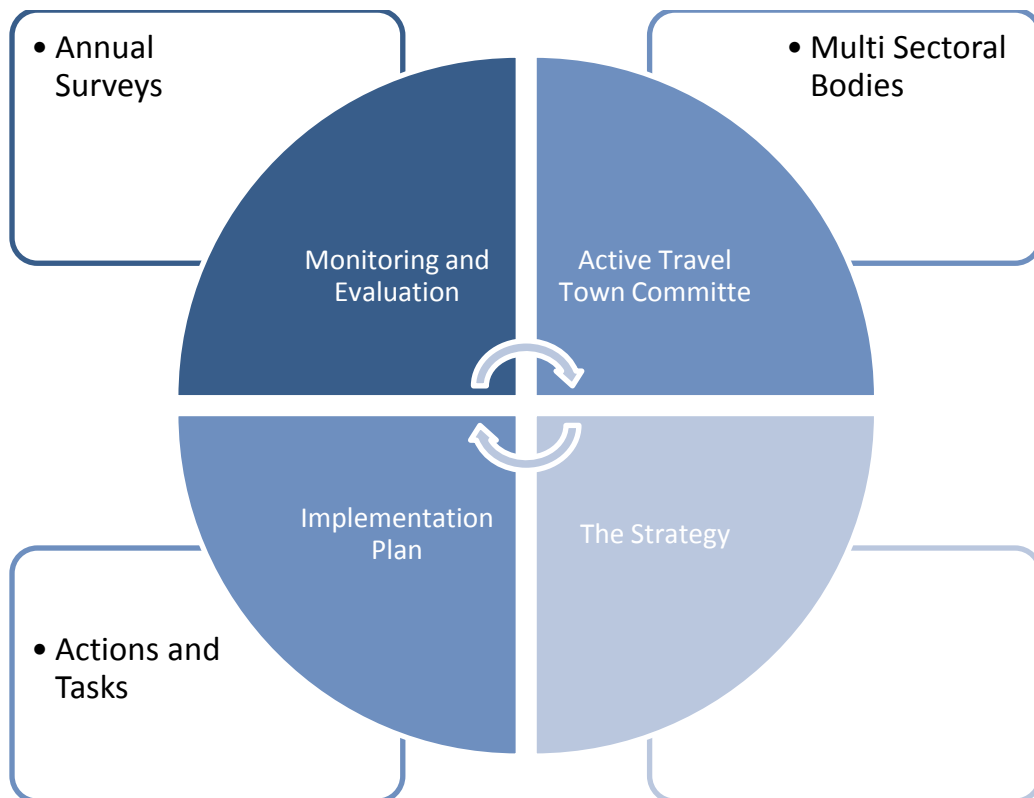 • Annual
Surveys
• Multi Sectoral
Bodies
Monitoring and
Evaluation
Active Travel
Town Committe
Implementation
Plan
The Strategy
• Actions and
Tasks